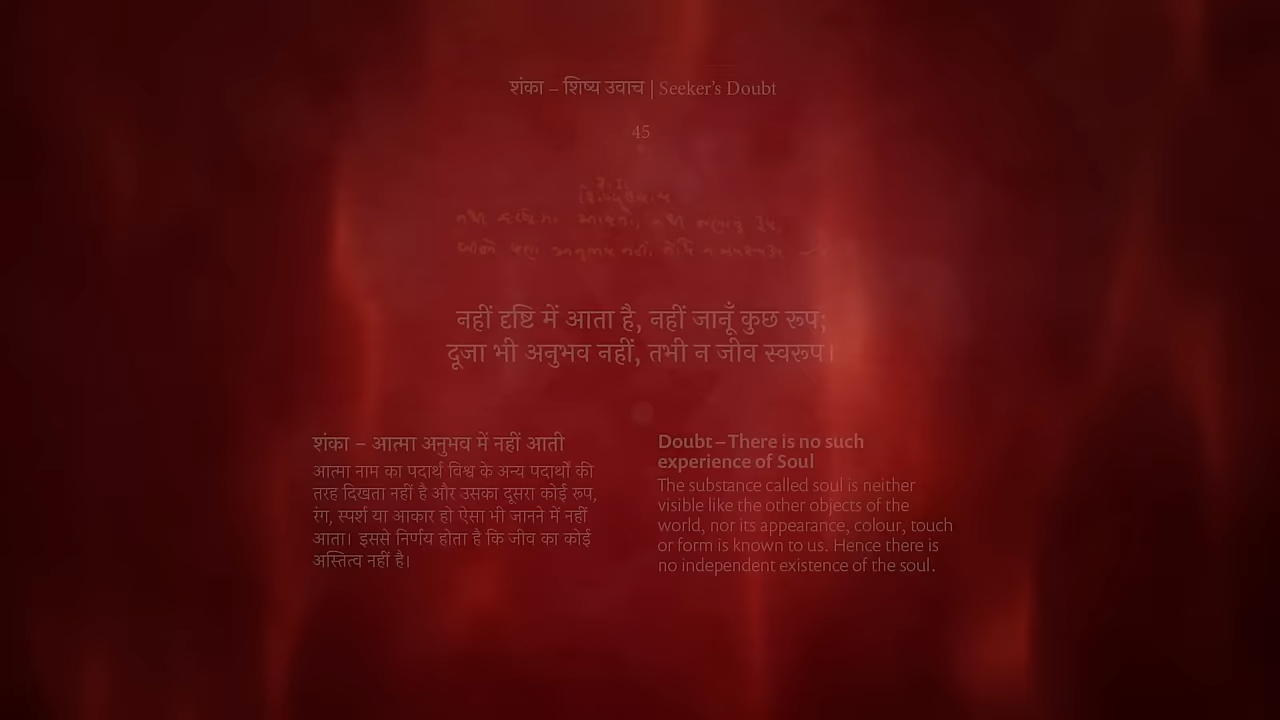 शंका – शिष्य उवाच | Seeker's Doubt
45
नहीं दृष्टि में आता है, नहीं जानूँ कुछ रूप;
दूजा भी अनुभव नहीं, तभी न जीव स्वरूप।
शंका – आत्मा अनुभव में नहीं आती
आत्मा नाम का पदार्थ विश्व के अन्य पदार्थों की
तरह दिखता नहीं है और उसका दूसरा कोई रूप,
रंग, स्पर्श या आकार हो ऐसा भी जानने में नहीं
आता। इससे निर्णय होता है कि जीव का कोई
अस्तित्व नहीं है।
Doubt – There is no such
experience of Soul
The substance called soul is neither
visible like the other objects of the
world, nor its appearance, colour, touch
or form is known to us. Hence there is
no independent existence of the soul.